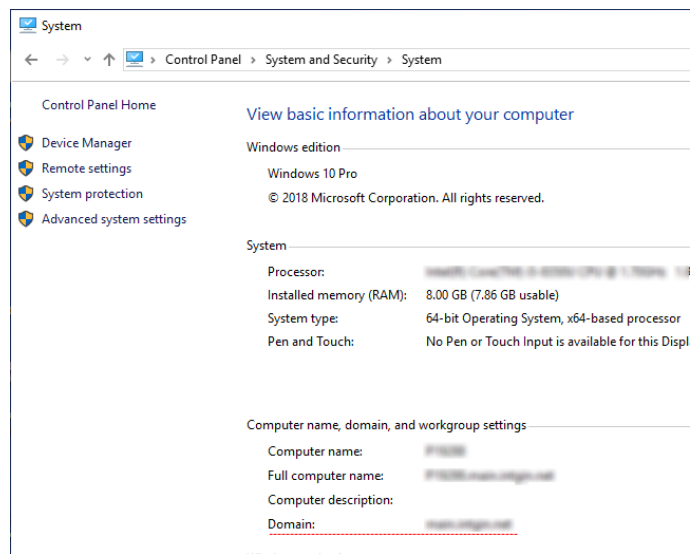 System
Control Panel > System and Security > System
Control Panel Home
Device Manager
Remote settings
System protection
Advanced system settings
View basic information about your computer
Windows edition
Windows 10 Pro
© 2018 Microsoft Corporation. All rights reserved.
System
Processor:
Installed memory (RAM): 8.00 GB (7.86 GB usable)
System type: 64-bit Operating System, x64-based processor
Pen and Touch: No Pen or Touch Input is available for this Displ
Computer name, domain, and workgroup settings
Computer name:
Full computer name:
Computer description:
Domain: